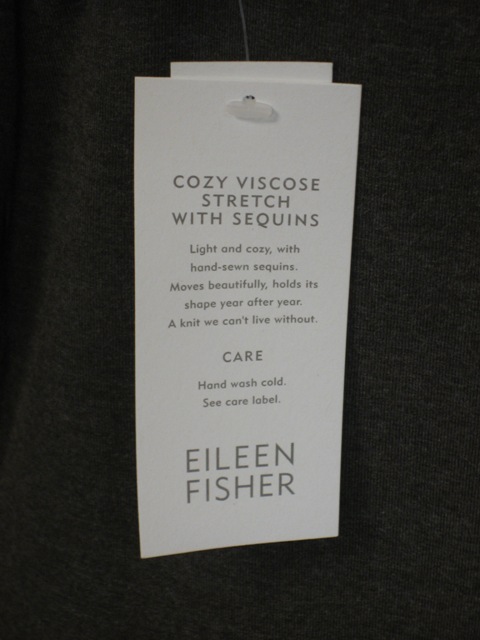 COZY VISCOSE
STRETCH
WITH SEQUINS
Light and cozy, with
hand-sewn sequins.
Moves beautifully, holds its
shape year after year.
A knit we can't live without.
CARE
Hand wash cold.
See care label.
EILEEN
FISHER